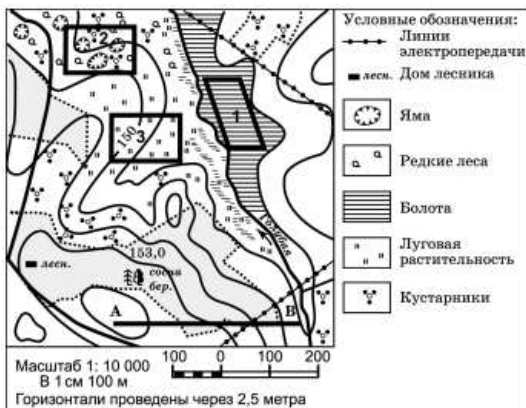 Условные обозначения:
Линии
электропередачи
лесн. Дом лесника
Яма
Редкие леса
Болота
Луговая
растительность
Кустарники
2
1
3
150
Голубая
153,0
лесн.
сосна
бер.
А
В
Масштаб 1: 10 000
В 1 см 100 м
100 0 100 200
Горизонтали проведены через 2,5 метра